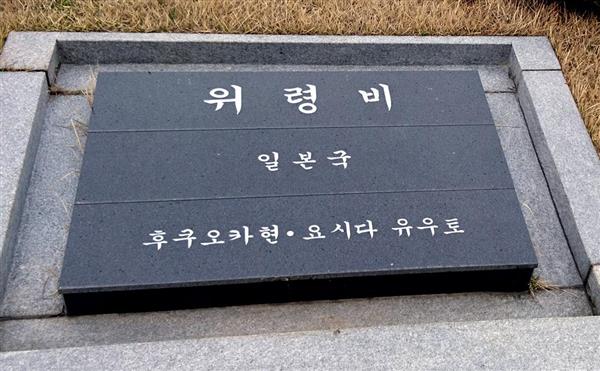 위령비
일본국
후쿠오카현·요시다 유우토